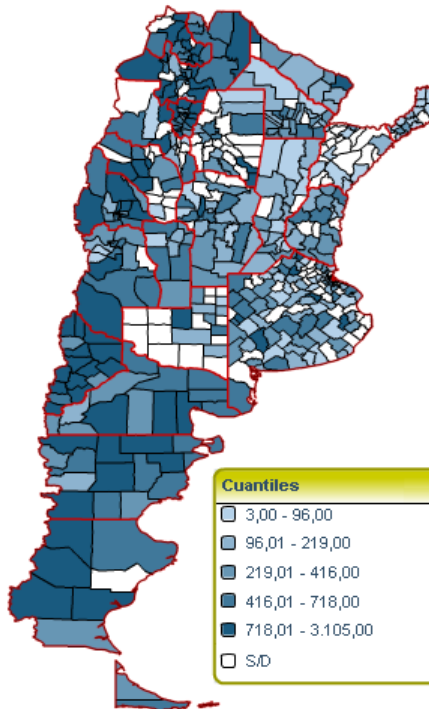 Cuantiles
3,00 - 96,00
96,01 - 219,00
219,01 - 416,00
416,01 - 718,00
718,01 - 3.105,00
S/D